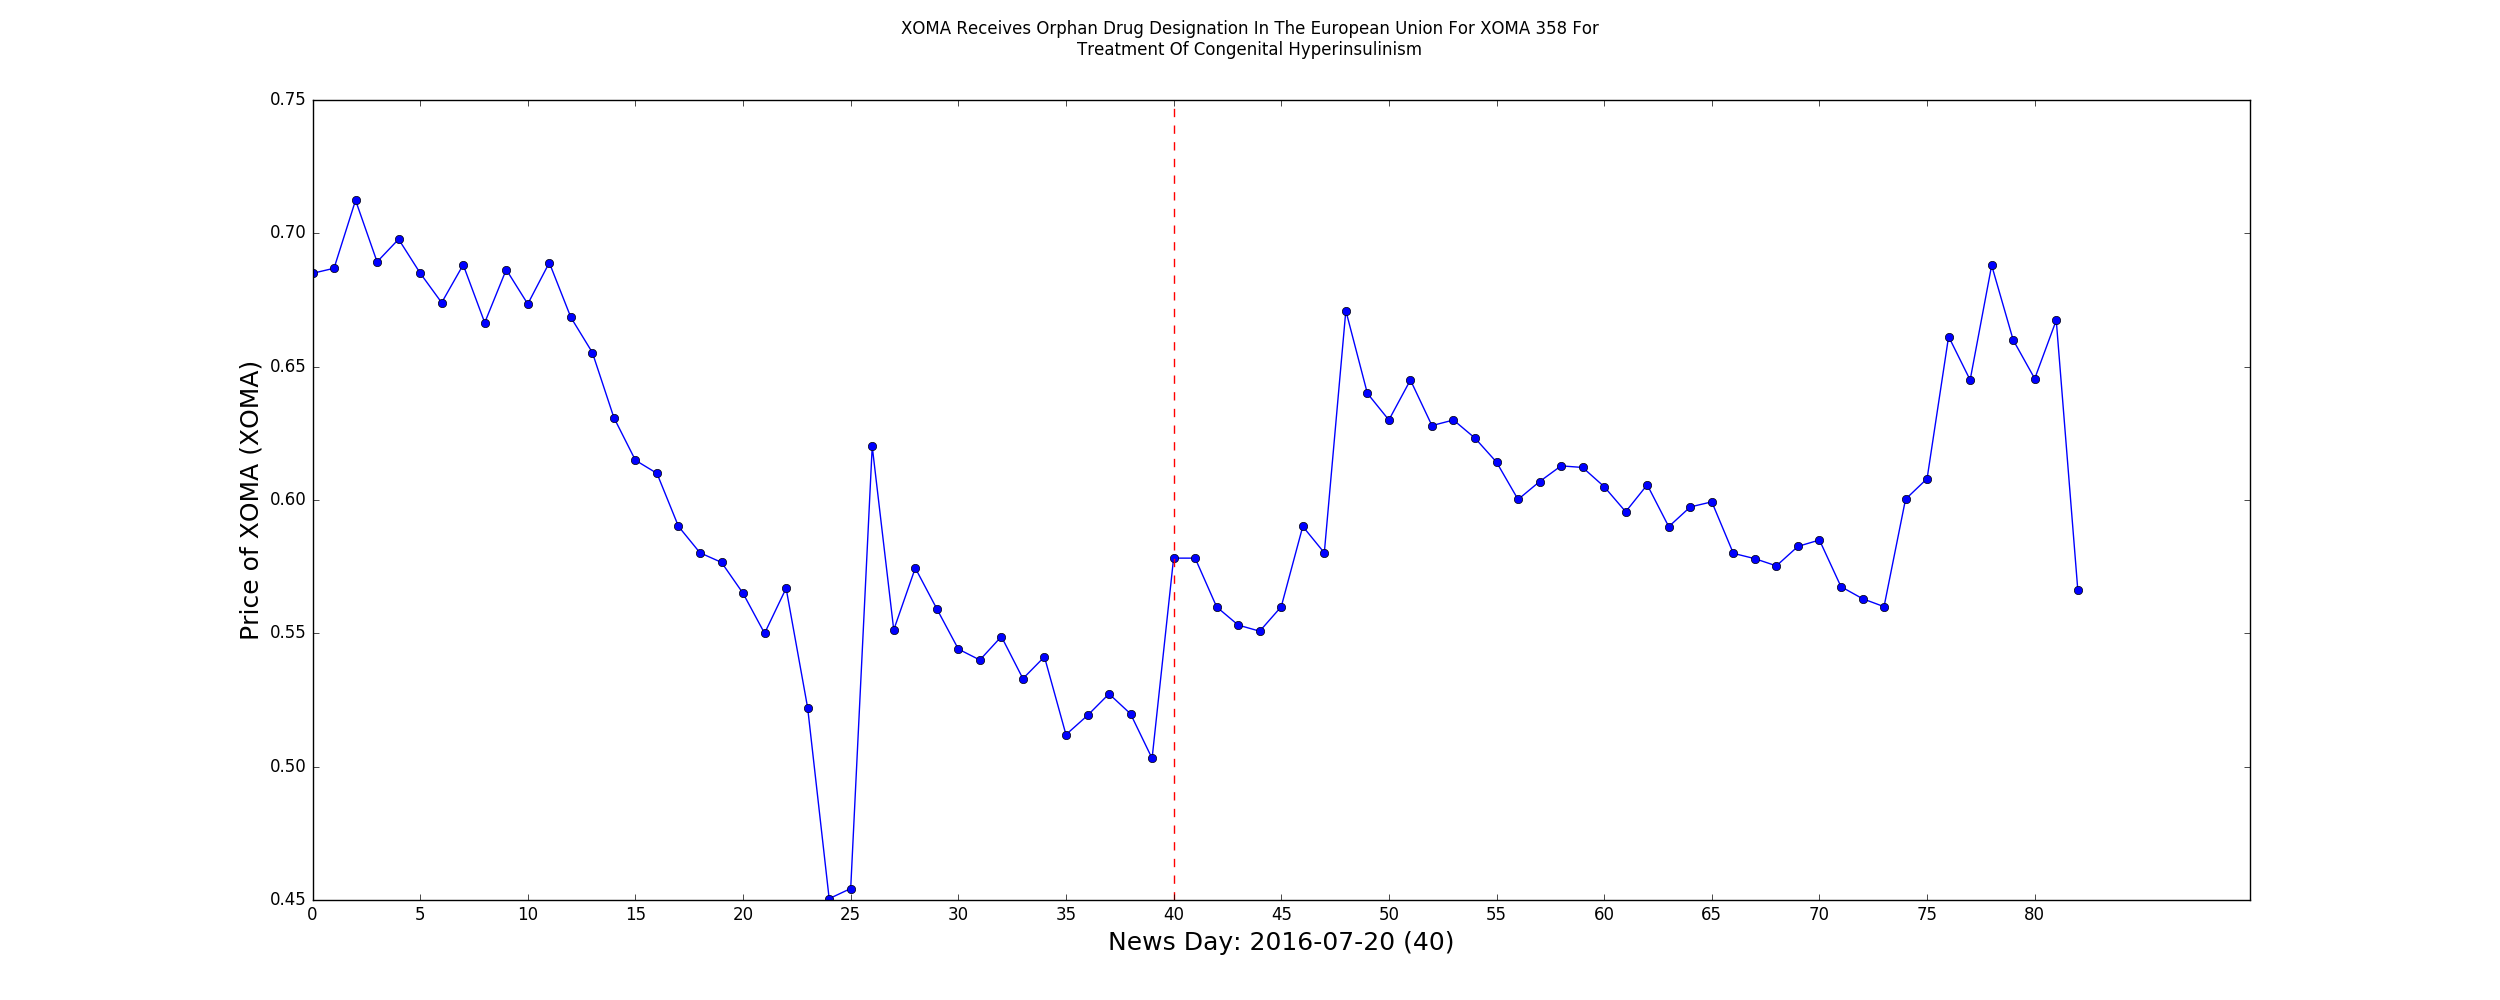 XOMA Receives Orphan Drug Designation In The European Union For XOMA 358 For
Treatment Of Congenital Hyperinsulinism
0.75
0.70
0.65
0.60
0.55
0.50
0.45
Price of XOMA (XOMA)
0 5 10 15 20 25 30 35 40 45 50 55 60 65 70 75 80
News Day: 2016-07-20 (40)